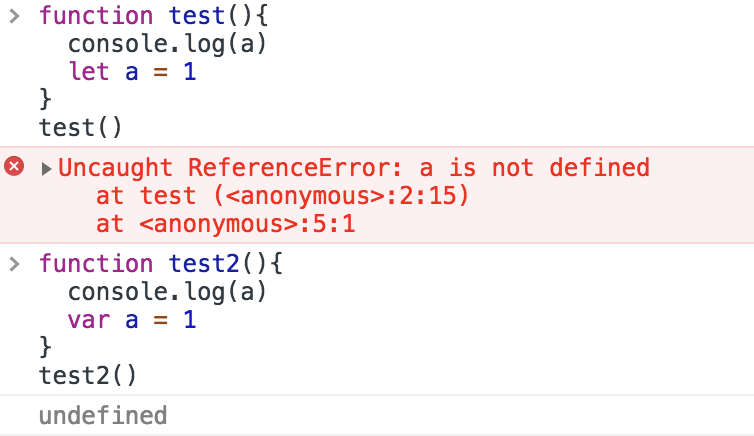 > function test(){
console.log(a)
let a = 1
}
test()
Uncaught ReferenceError: a is not defined
at test (<anonymous>:2:15)
at <anonymous>:5:1
> function test2(){
console.log(a)
var a = 1
}
test2()
undefined